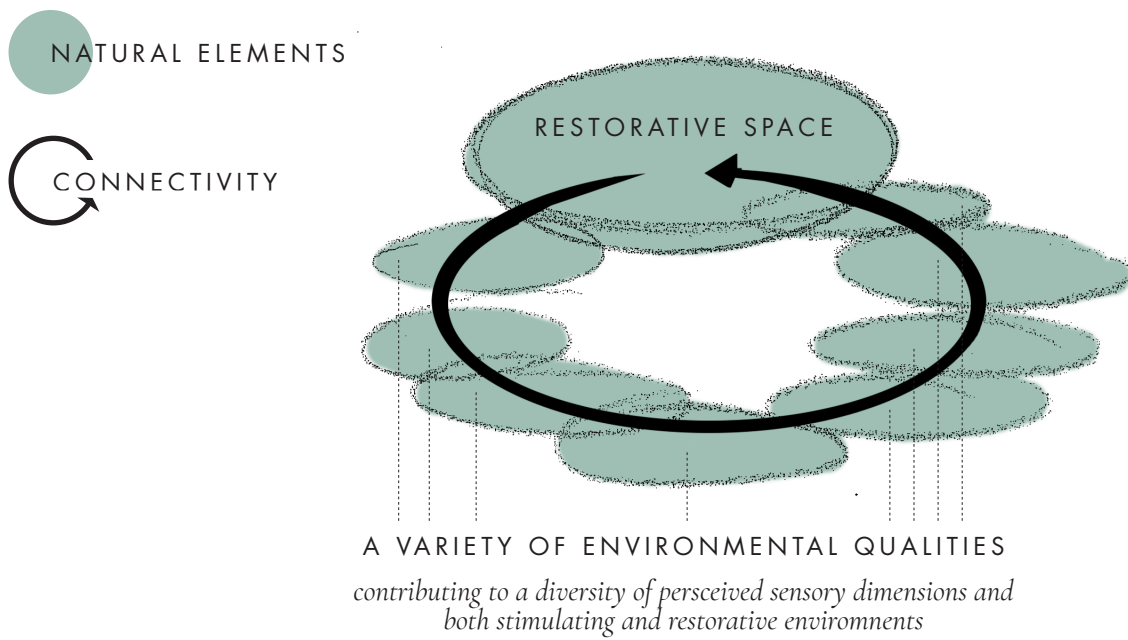 NATURAL ELEMENTS
RESTORATIVE SPACE
CONNECTIVITY
A VARIETY OF ENVIRONMENTAL QUALITIES
contributing to a diversity of persceived sensory dimensions and
both stimulating and restorative enviromnents